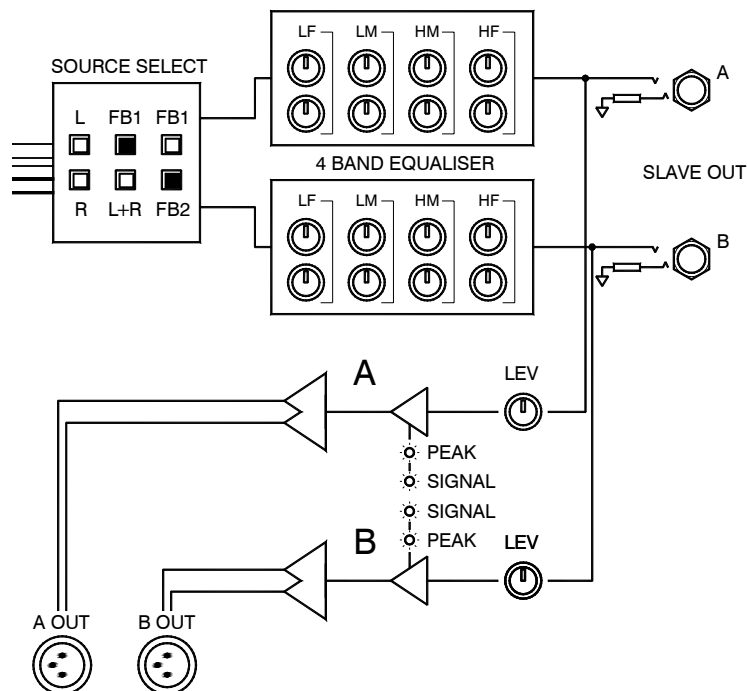 LF LM HM HF
SOURCE SELECT
A
L FB1 FB1
4 BAND EQUALISER
SLAVE OUT
R L+R FB2
LF LM HM HF
B
A
LEV
PEAK
SIGNAL
SIGNAL
PEAK
B
LEV
A OUT B OUT